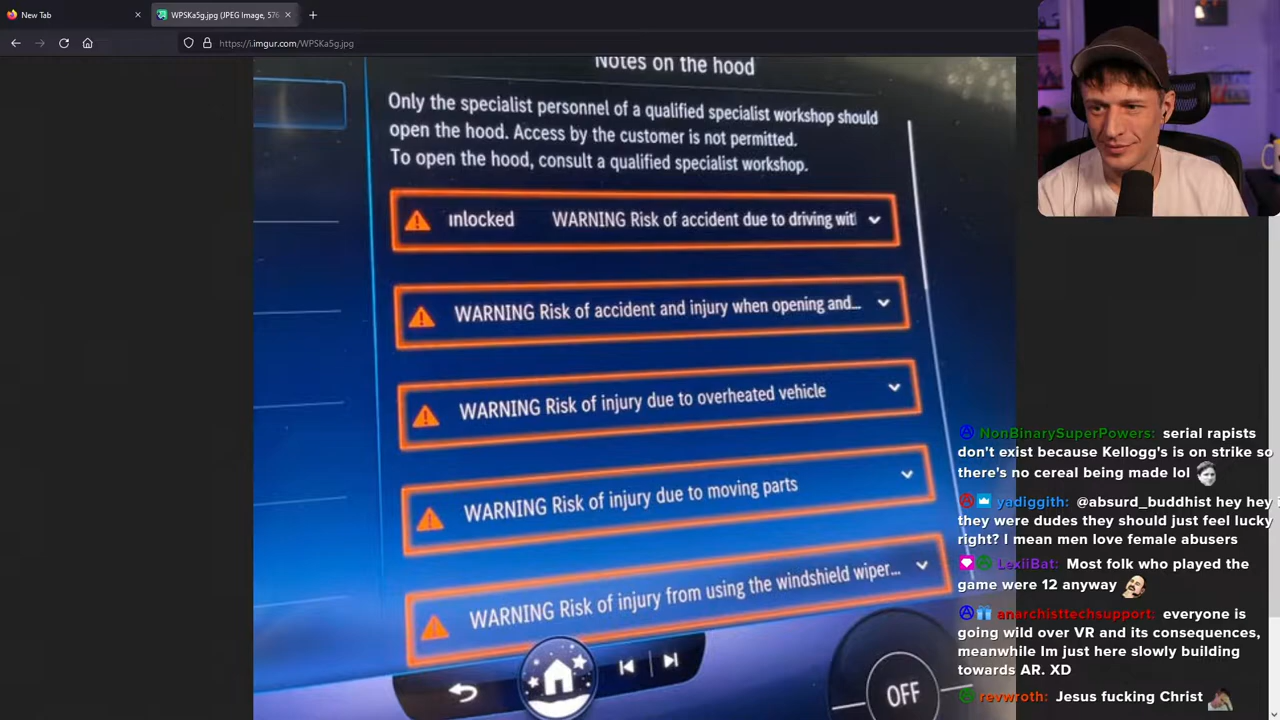 New Tab
WPSKa5g.jpg (JPEG Image, 576
https://i.imgur.com/WPSKa5g.jpg
Notes on the hood
Only the specialist personnel of a qualified specialist workshop should
open the hood. Access by the customer is not permitted.
To open the hood, consult a qualified specialist workshop.
nlocked WARNING Risk of accident due to driving wit
WARNING Risk of accident and injury when opening and...
WARNING Risk of injury due to overheated vehicle
WARNING Risk of injury due to moving parts
WARNING Risk of injury from using the windshield wiper...
OFF
NonBinarySuperPowers: serial rapists
don't exist because Kellogg's is on strike so
there's no cereal being made lol
yadiggith: @absurd_buddhist hey hey i
they were dudes they should just feel lucky
right? I mean men love female abusers
LexiiBat: Most folk who played the
game were 12 anyway
anarchisttechsupport: everyone is
going wild over VR and its consequences,
meanwhile Im just here slowly building
towards AR. XD
revwroth: Jesus fucking Christ